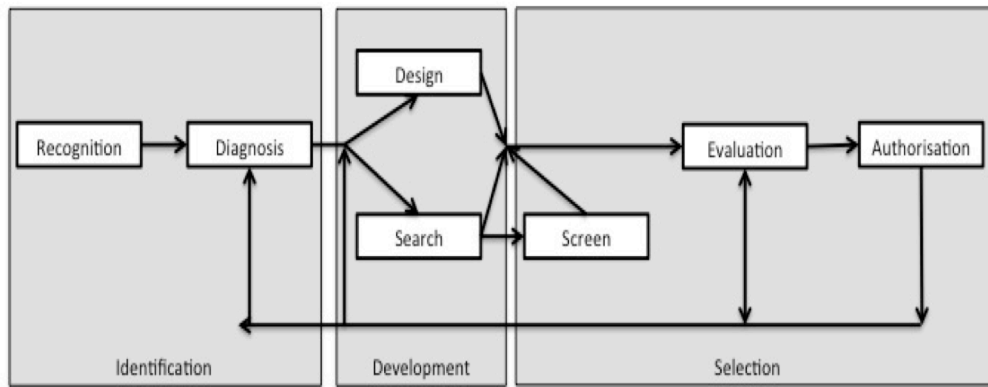 Design
Recognition
Diagnosis
Evaluation
Authorisation
Search
Screen
Identification
Development
Selection